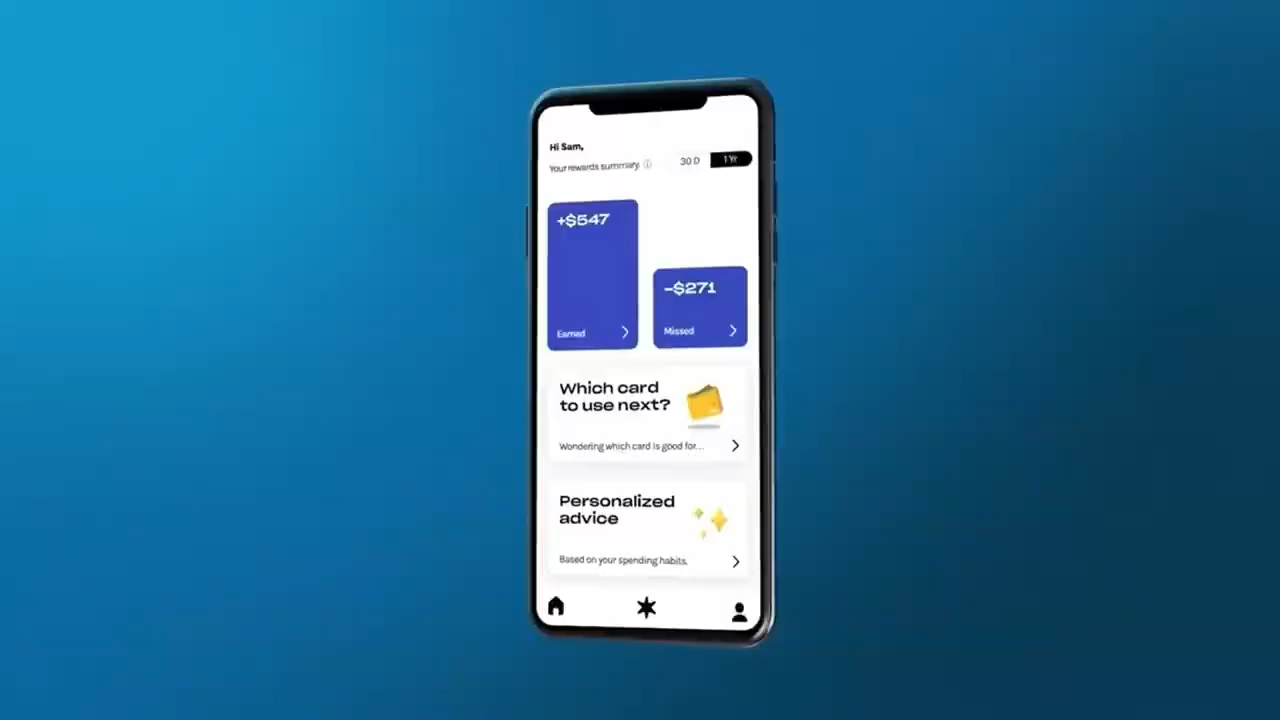 Hi Sam,
Your rewards summary
30 D
1 Yr
+$547
-$271
Earned
Missed
Which card
to use next?
Wondering which card is good for...
Personalized
advice
Based on your spending habits.